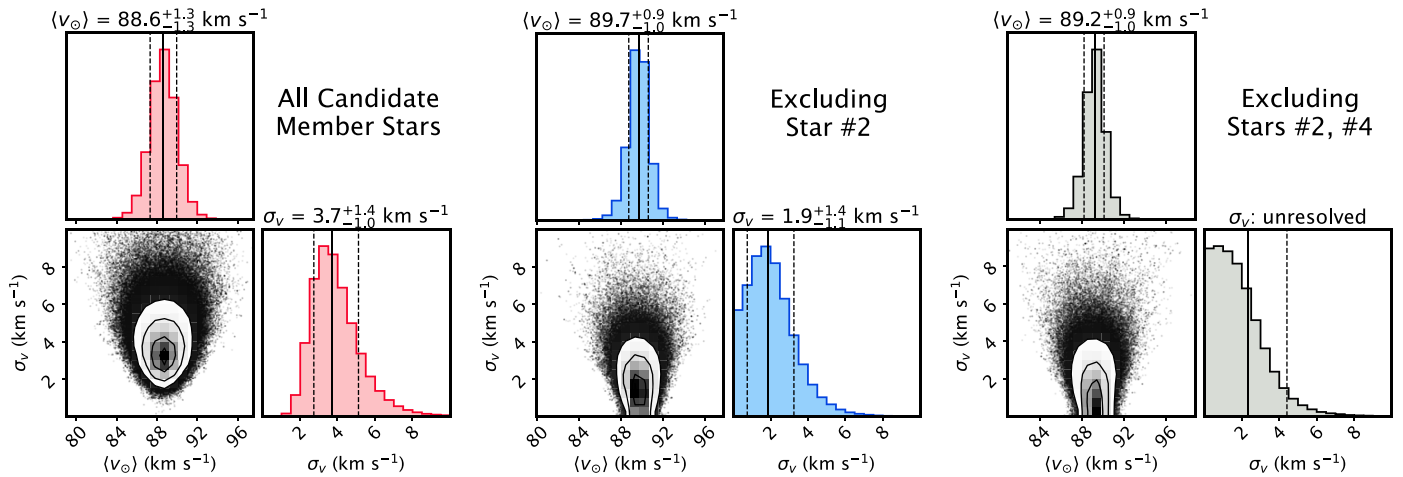 ⟨v⊙⟩ = 88.6+1.3−1.3 km s−1
All Candidate
Member Stars
σv = 3.7+1.4−1.0 km s−1
σv (km s−1)
8
6
4
2
80
84
88
92
96
⟨v⊙⟩ (km s−1)
2
4
6
8
σv (km s−1)
⟨v⊙⟩ = 89.7+0.9−1.0 km s−1
Excluding
Star #2
σv = 1.9+1.4−1.1 km s−1
σv (km s−1)
8
6
4
2
80
84
88
92
96
⟨v⊙⟩ (km s−1)
2
4
6
8
σv (km s−1)
⟨v⊙⟩ = 89.2+0.9−1.0 km s−1
Excluding
Stars #2, #4
σv: unresolved
σv (km s−1)
8
6
4
2
84
88
92
96
⟨v⊙⟩ (km s−1)
2
4
6
8
σv (km s−1)